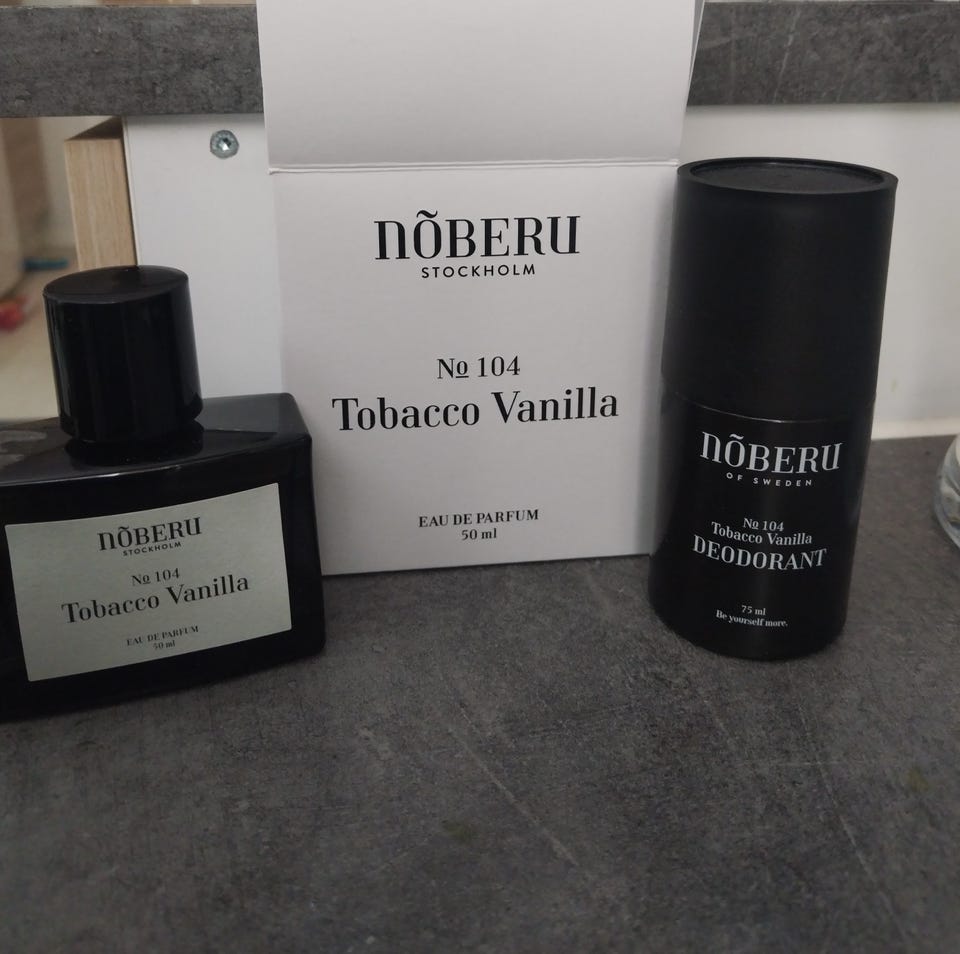 nõBERU
STOCKHOLM
No 104
Tobacco Vanilla
EAU DE PARFUM
50 ml
nõBERU
STOCKHOLM
No 104
Tobacco Vanilla
EAU DE PARFUM
50 ml
nõBERU
OF SWEDEN
No 104
Tobacco Vanilla
DEODORANT
75 ml
Be yourself more.